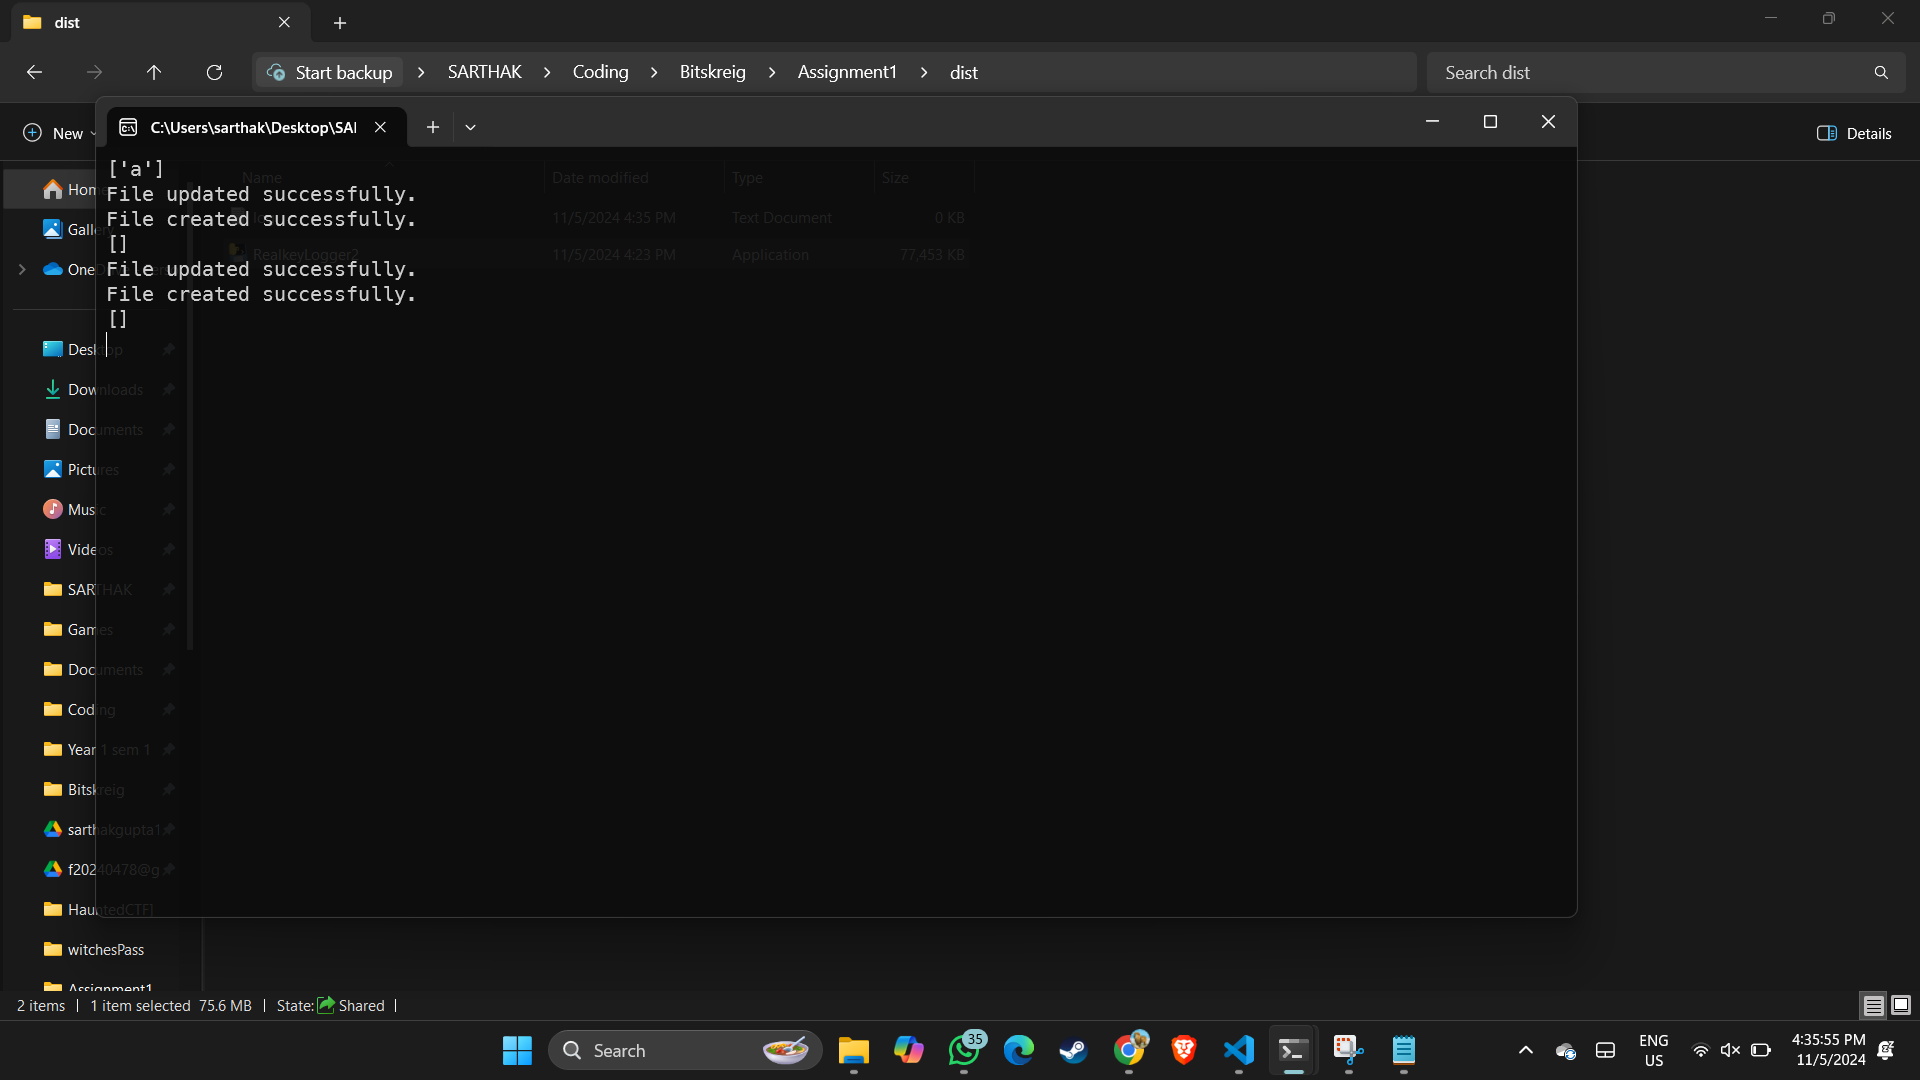 dist
Start backup > SARTHAK > Coding > Bitskreig > Assignment1 > dist
Search dist
New
C:\Users\sarthak\Desktop\SAI
Details
['a']
File updated successfully.
File created successfully.
[]
File updated successfully.
File created successfully.
[]
Name Date modified Type Size
11/5/2024 4:35 PM Text Document 0 KB
RealkeyLogger2 11/5/2024 4:23 PM Application 77,453 KB
Home
Gallery
Desktop
Downloads
Documents
Pictures
Music
Videos
SARTHAK
Games
Documents
Coding
Year 1 sem 1
Bitskreig
sarthakgupta1
f20240478@g
HauntedCTF]
witchesPass
Assignment1
2 items | 1 item selected 75.6 MB | State: Shared |
Search
35
ENG
US
4:35:55 PM
11/5/2024